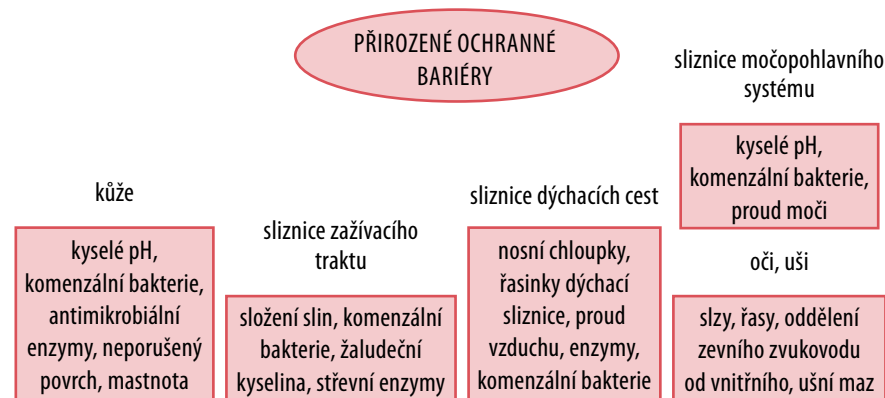 PŘIROZENÉ OCHRANNÉ
BARIÉRY
kůže
kyselé pH,
komenzální bakterie,
antimikrobiální
enzymy, neporušený
povrch, mastnota
sliznice zažívacího
traktu
složení slin, komenzální
bakterie, žaludeční
kyselina, střevní enzymy
sliznice dýchacích cest
nosní chloupky,
řasinky dýchací
sliznice, proud
vzduchu, enzymy,
komenzální bakterie
sliznice močopohlavního
systému
kyselé pH,
komenzální bakterie,
proud moči
oči, uši
slzy, řasy, oddělení
zevního zvukovodu
od vnitřního, ušní maz